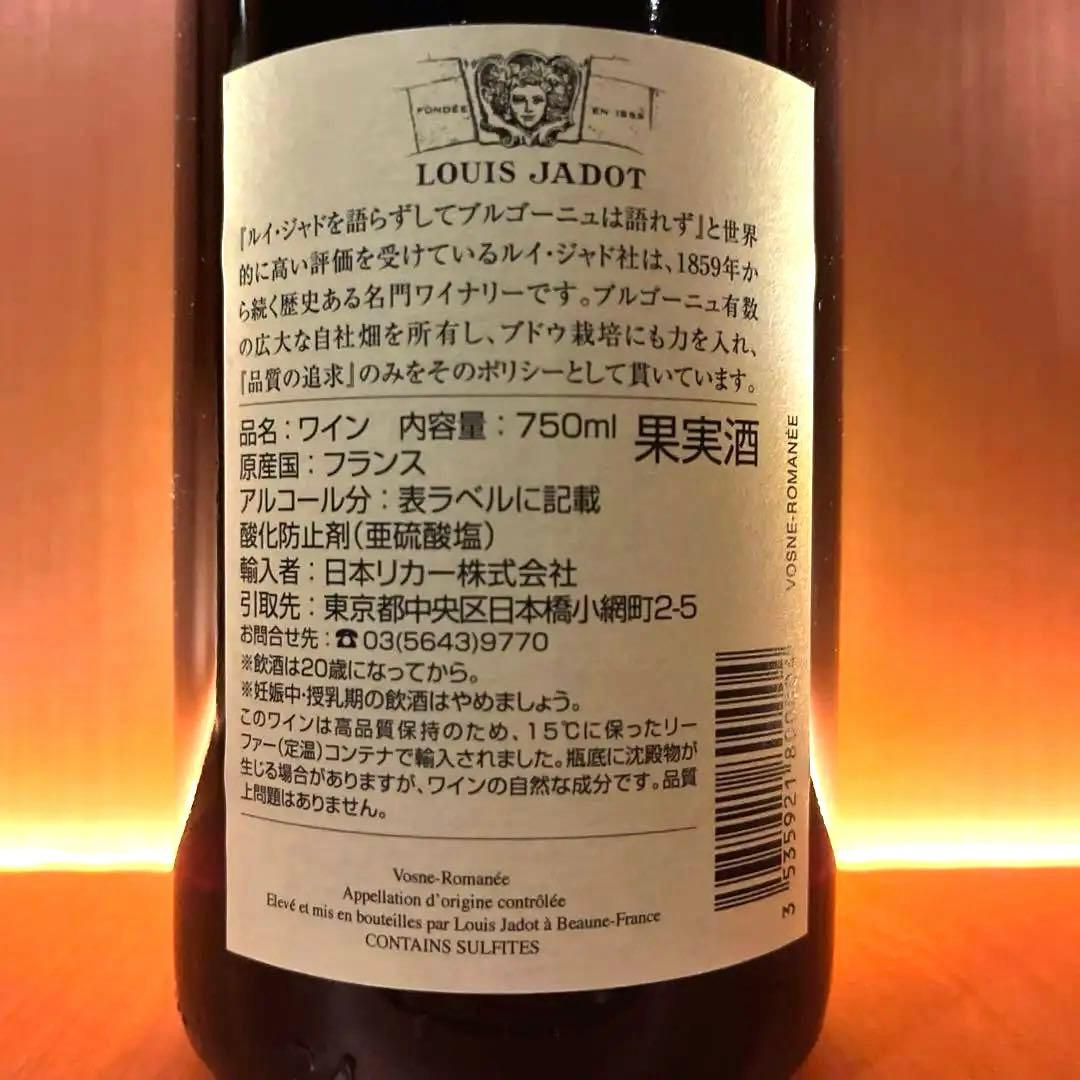 FONDÉE EN 1859
LOUIS JADOT
『ルイ・ジャドを語らずしてブルゴーニュは語れず』と世界
的に高い評価を受けているルイ・ジャド社は、1859年か
ら続く歴史ある名門ワイナリーです。ブルゴーニュ有数
の広大な自社畑を所有し、ブドウ栽培にも力を入れ、
『品質の追求』のみをそのポリシーとして貫いています。
品名：ワイン 内容量：750ml 果実酒
原産国：フランス
アルコール分：表ラベルに記載
酸化防止剤（亜硫酸塩）
輸入者：日本リカー株式会社
引取先：東京都中央区日本橋小網町2-5
お問合せ先：☎03(5643)9770
※飲酒は20歳になってから。
※妊娠中・授乳期の飲酒はやめましょう。
このワインは高品質保持のため、15℃に保ったリー
ファー（定温）コンテナで輸入されました。瓶底に沈殿物が
生じる場合がありますが、ワインの自然な成分です。品質
上問題はありません。
VOSNE-ROMANÉE
Vosne-Romanée
Appellation d'origine contrôlée
Elevé et mis en bouteilles par Louis Jadot à Beaune-France
CONTAINS SULFITES
3 535921